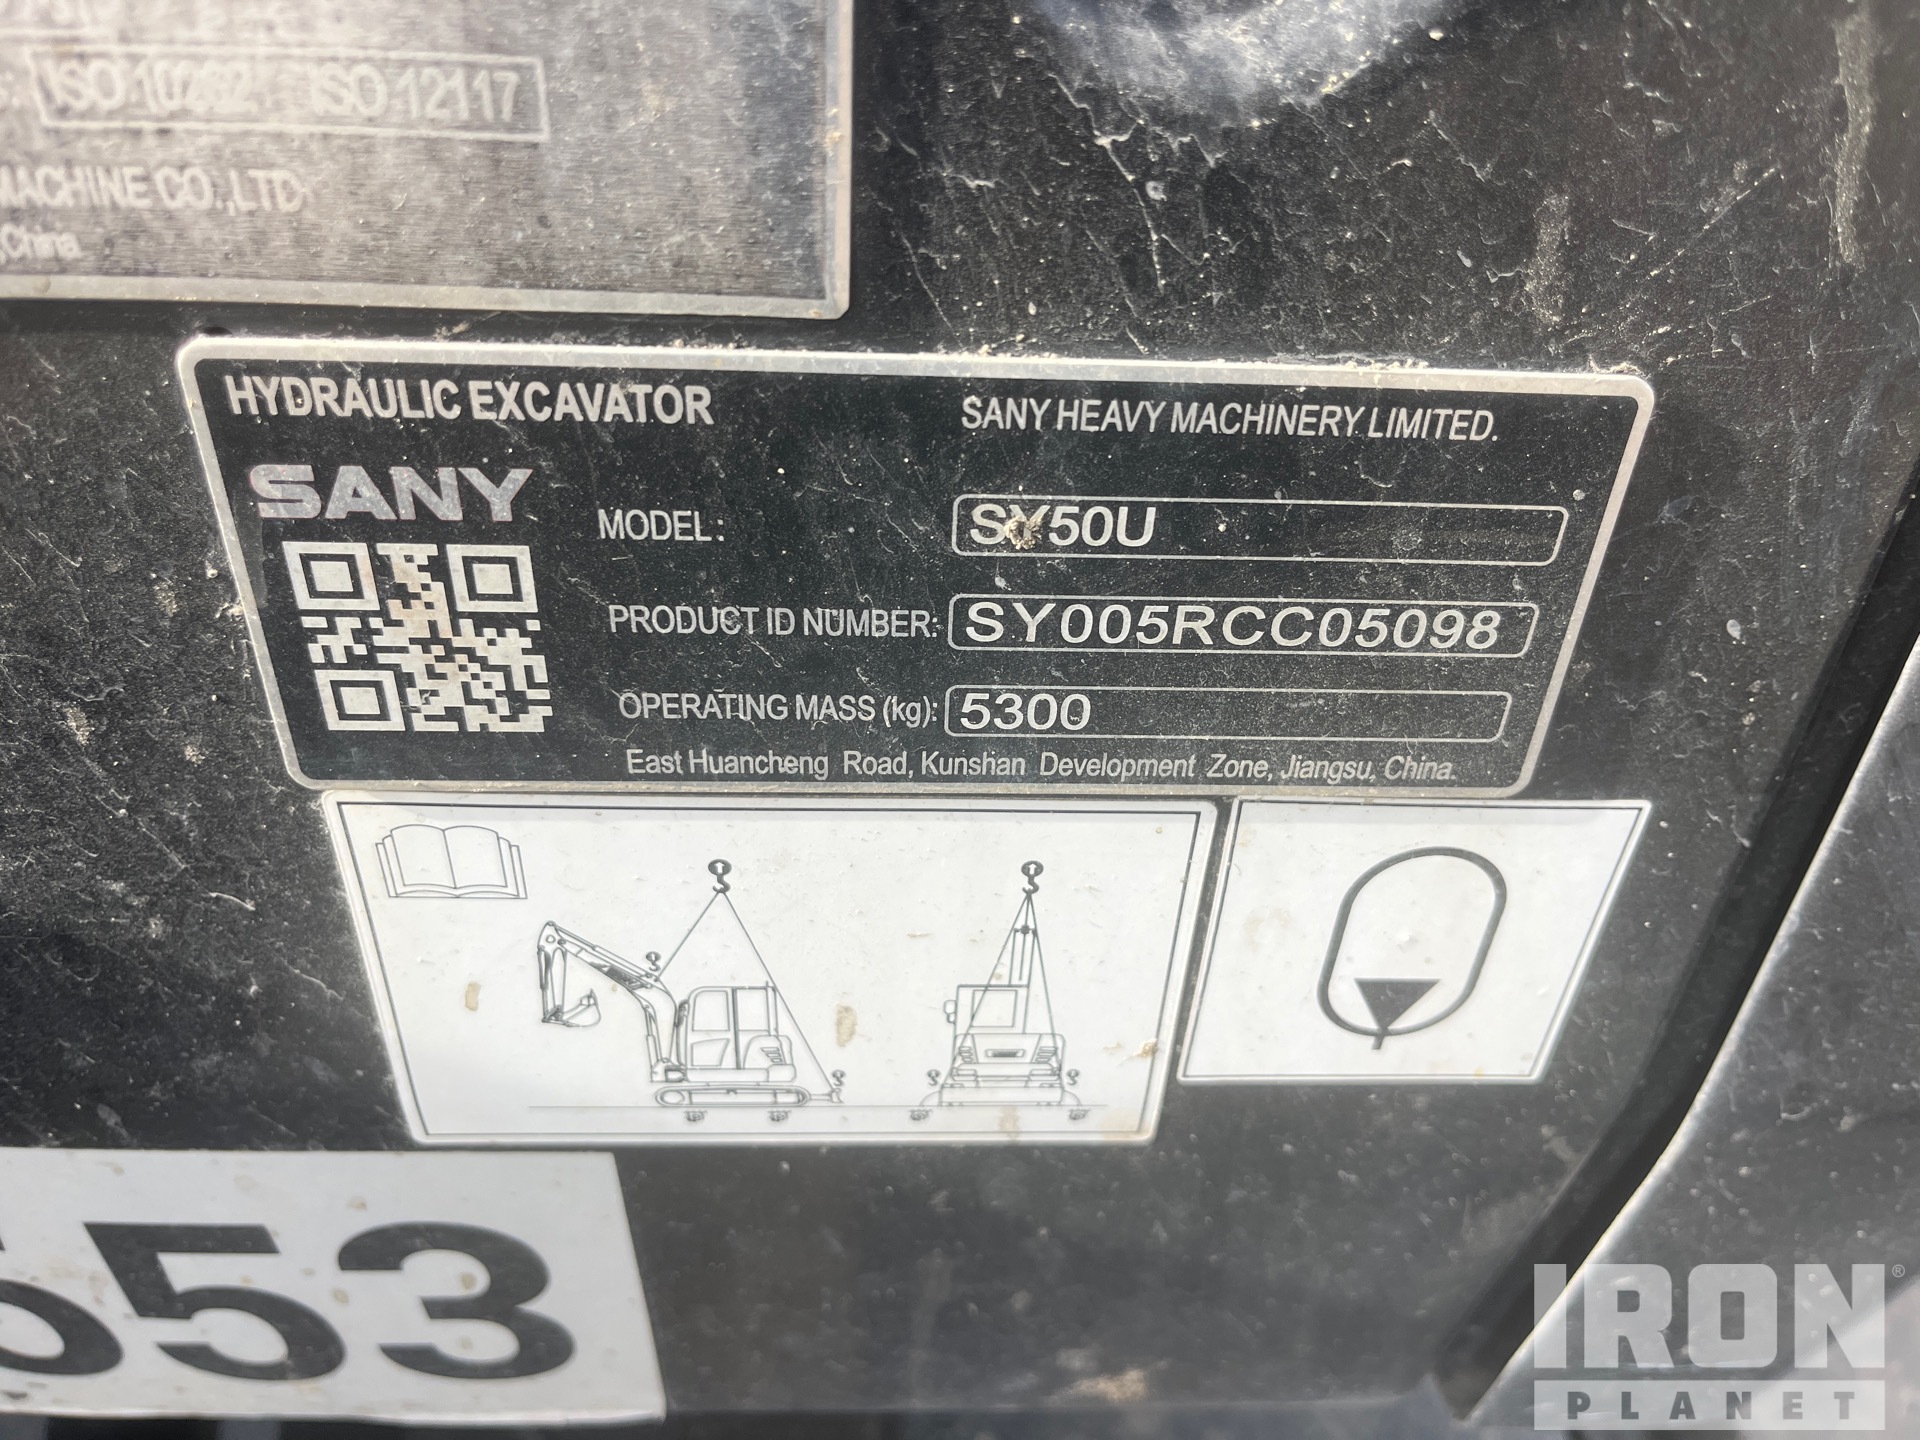 ISO 10262 ISO 12117
MACHINE CO.,LTD
,China
HYDRAULIC EXCAVATOR
SANY HEAVY MACHINERY LIMITED.
SANY
MODEL: SY50U
PRODUCT ID NUMBER: SY005RCC05098
OPERATING MASS (kg): 5300
East Huancheng Road, Kunshan Development Zone, Jiangsu, China.
53
IRON®
PLANET